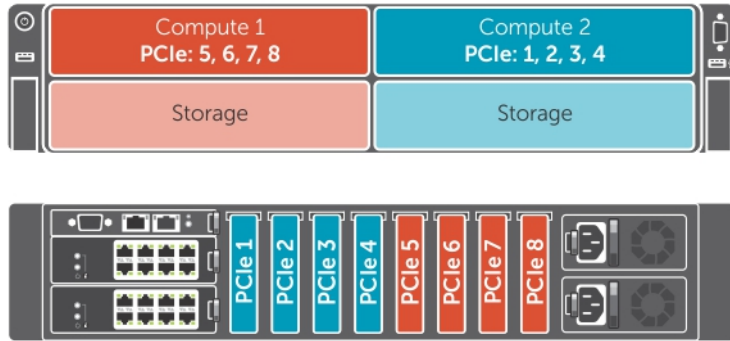 Compute 1
PCIe: 5, 6, 7, 8
Compute 2
PCIe: 1, 2, 3, 4
Storage
Storage
PCIe 1
PCIe 2
PCIe 3
PCIe 4
PCIe 5
PCIe 6
PCIe 7
PCIe 8